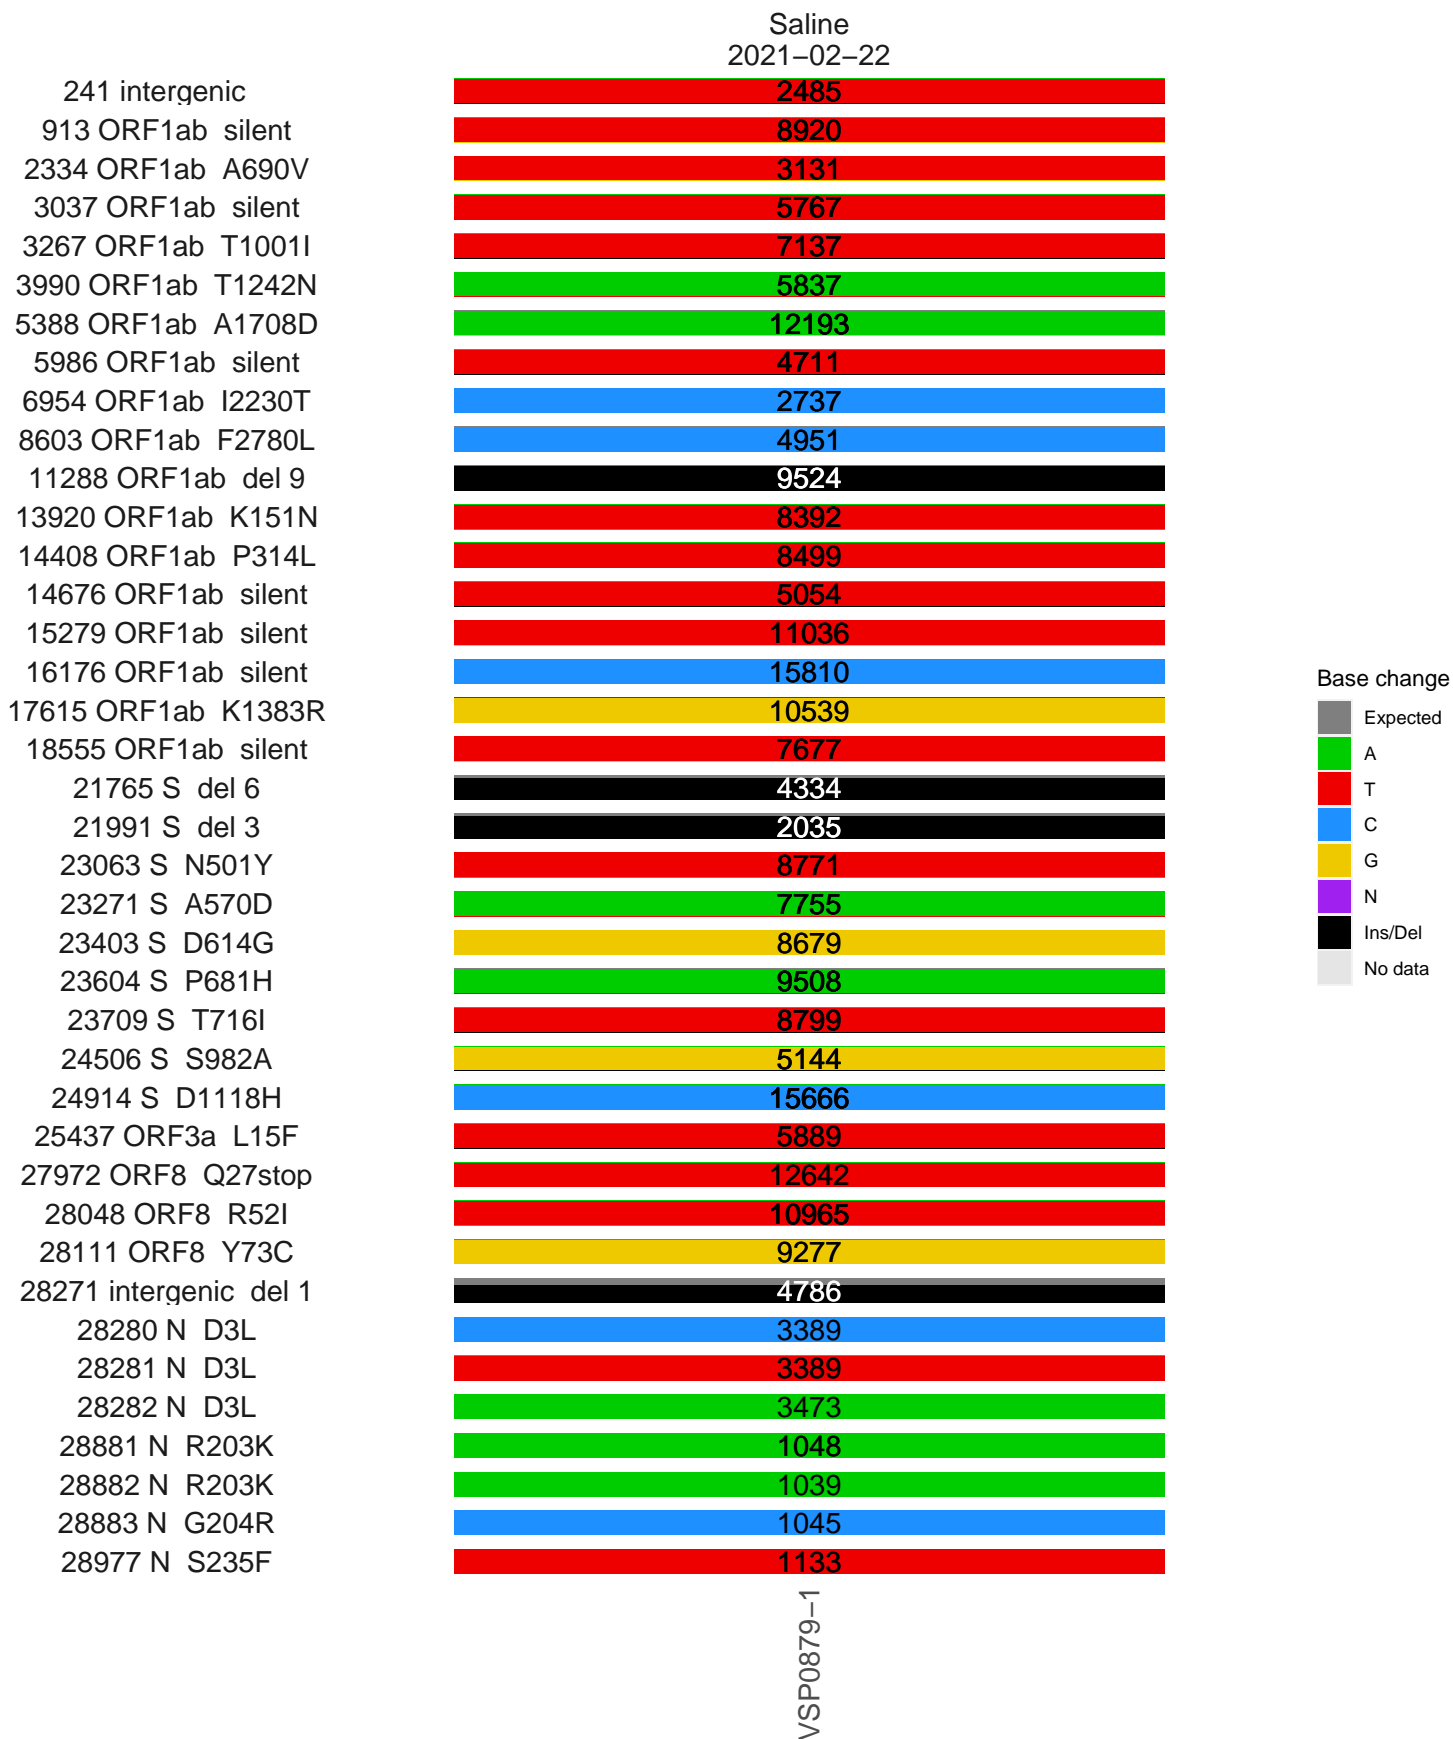 Saline
2021−02−22
241 intergenic 2485
913 ORF1ab silent 8920
2334 ORF1ab A690V 3131
3037 ORF1ab silent 5767
3267 ORF1ab T1001I 7137
3990 ORF1ab T1242N 5837
5388 ORF1ab A1708D 12193
5986 ORF1ab silent 4711
6954 ORF1ab I2230T 2737
8603 ORF1ab F2780L 4951
11288 ORF1ab del 9 9524
13920 ORF1ab K151N 8392
14408 ORF1ab P314L 8499
14676 ORF1ab silent 5054
15279 ORF1ab silent 11036
16176 ORF1ab silent 15810
17615 ORF1ab K1383R 10539
18555 ORF1ab silent 7677
21765 S del 6 4334
21991 S del 3 2035
23063 S N501Y 8771
23271 S A570D 7755
23403 S D614G 8679
23604 S P681H 9508
23709 S T716I 8799
24506 S S982A 5144
24914 S D1118H 15666
25437 ORF3a L15F 5889
27972 ORF8 Q27stop 12642
28048 ORF8 R52I 10965
28111 ORF8 Y73C 9277
28271 intergenic del 1 4786
28280 N D3L 3389
28281 N D3L 3389
28282 N D3L 3473
28881 N R203K 1048
28882 N R203K 1039
28883 N G204R 1045
28977 N S235F 1133
VSP0879−1
Base change
Expected
A
T
C
G
N
Ins/Del
No data